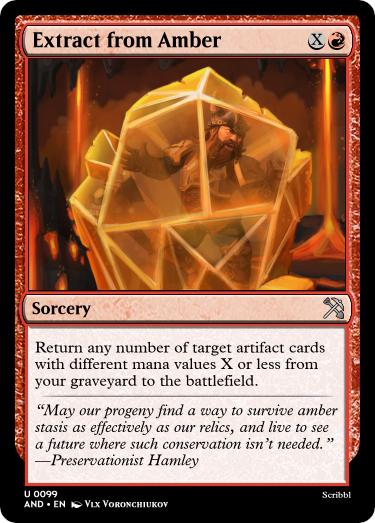 Extract from Amber X
Sorcery
Return any number of target artifact cards
with different mana values X or less from
your graveyard to the battlefield.
“May our progeny find a way to survive amber
stasis as effectively as our relics, and live to see
a future where such conservation isn’t needed.”
—Preservationist Hamley
U 0099 Scribbl
AND • EN Vlx Voronchiukov